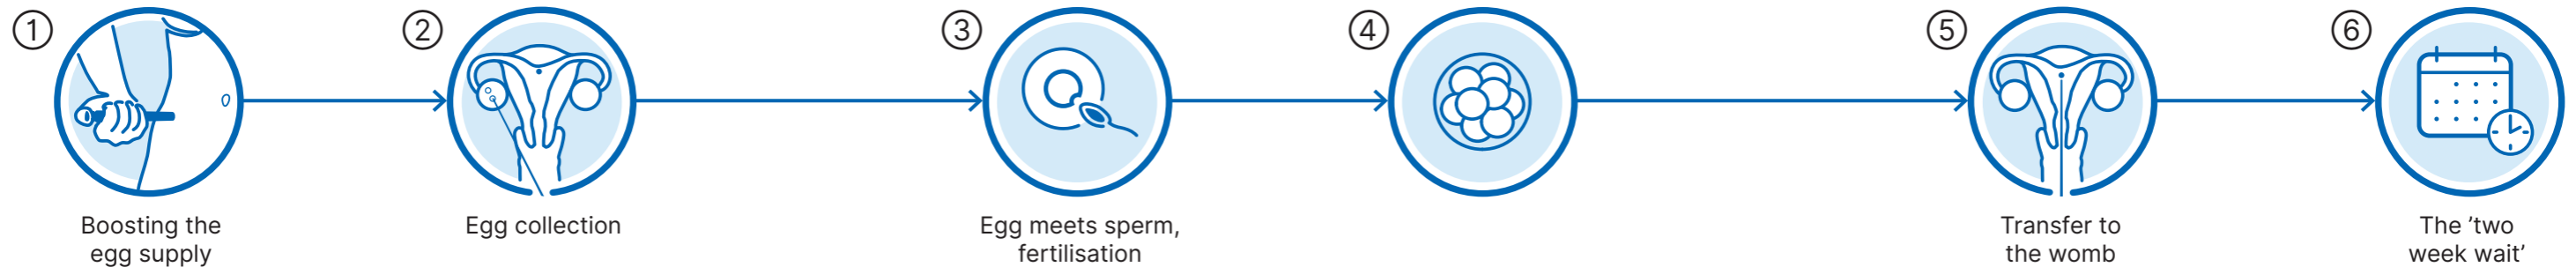 1
Boosting the
egg supply
2
Egg collection
3
Egg meets sperm,
fertilisation
4
5
Transfer to
the womb
6
The ’two
week wait’